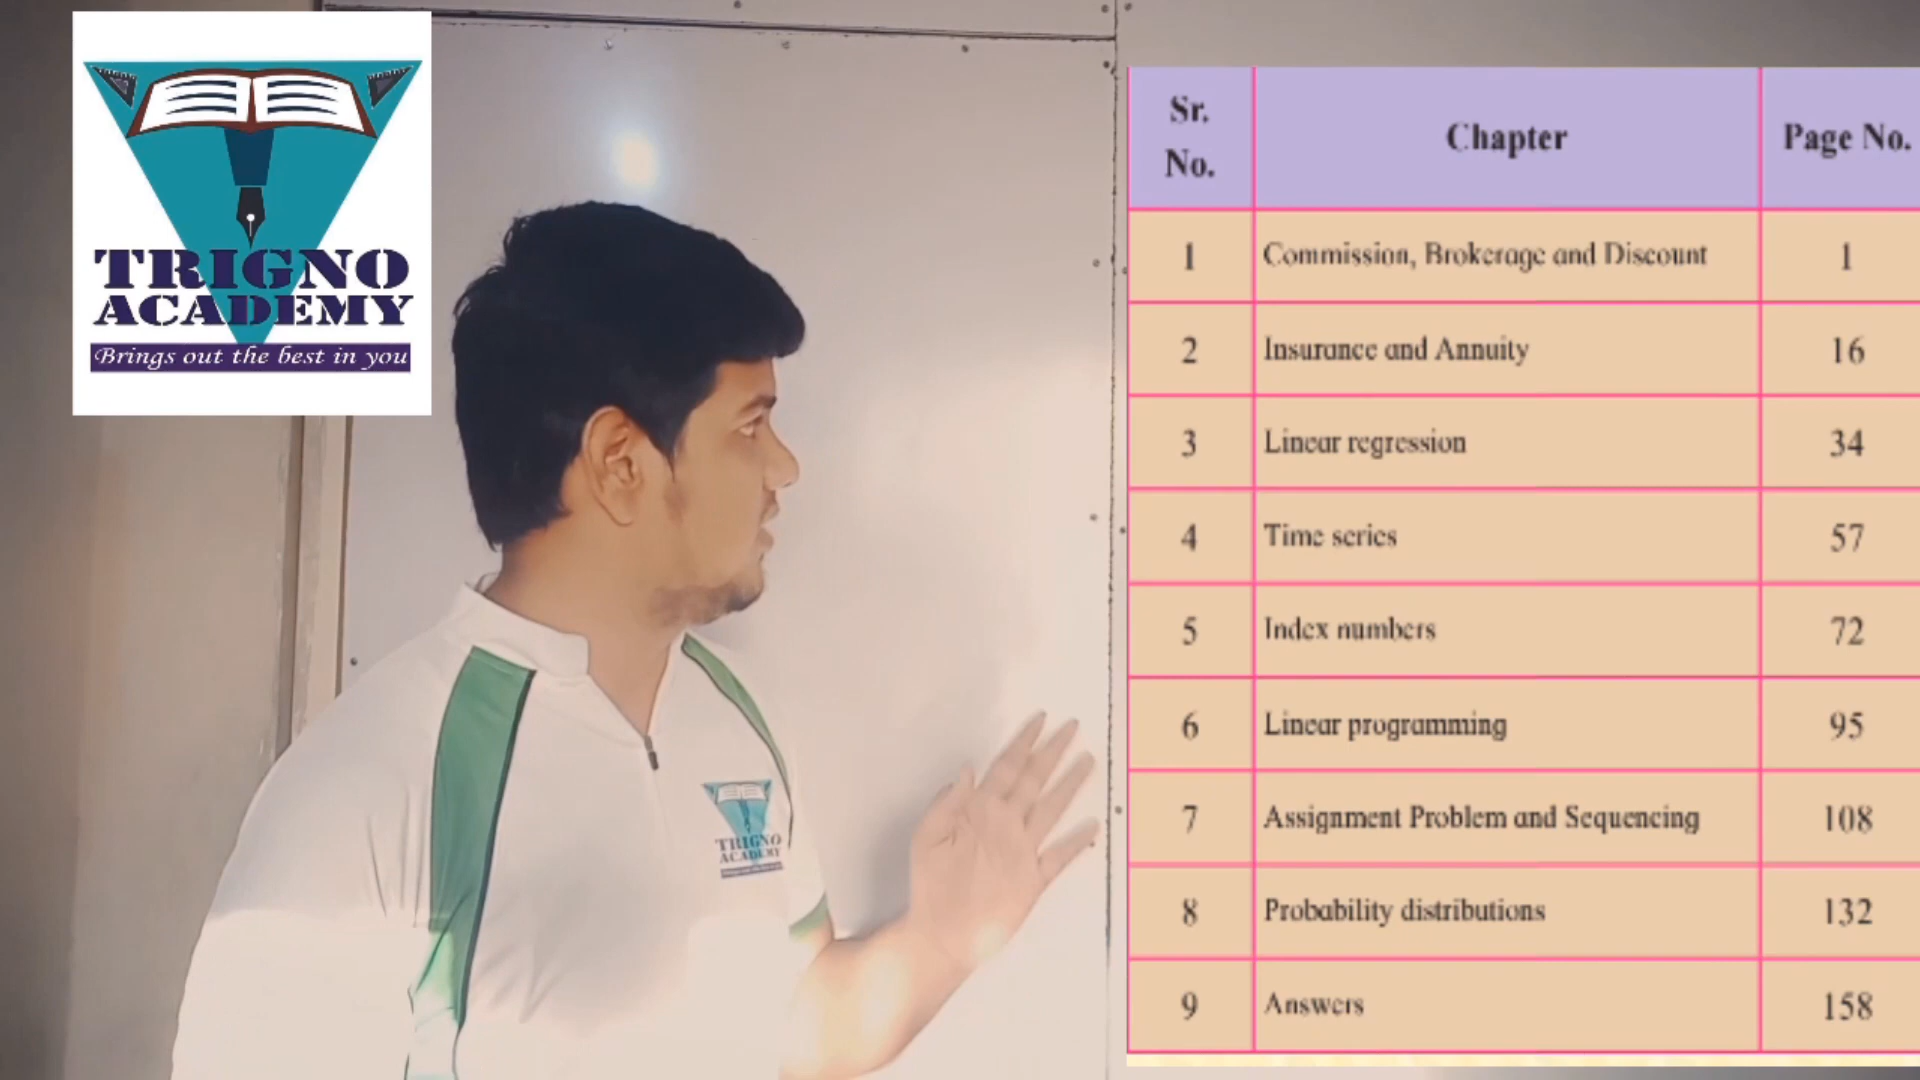 TRIGNO
ACADEMY
Brings out the best in you
Sr. No. Chapter Page No.
1 Commission, Brokerage and Discount 1
2 Insurance and Annuity 16
3 Linear regression 34
4 Time series 57
5 Index numbers 72
6 Linear programming 95
7 Assignment Problem and Sequencing 108
8 Probability distributions 132
9 Answers 158
TRIGNO
ACADEMY